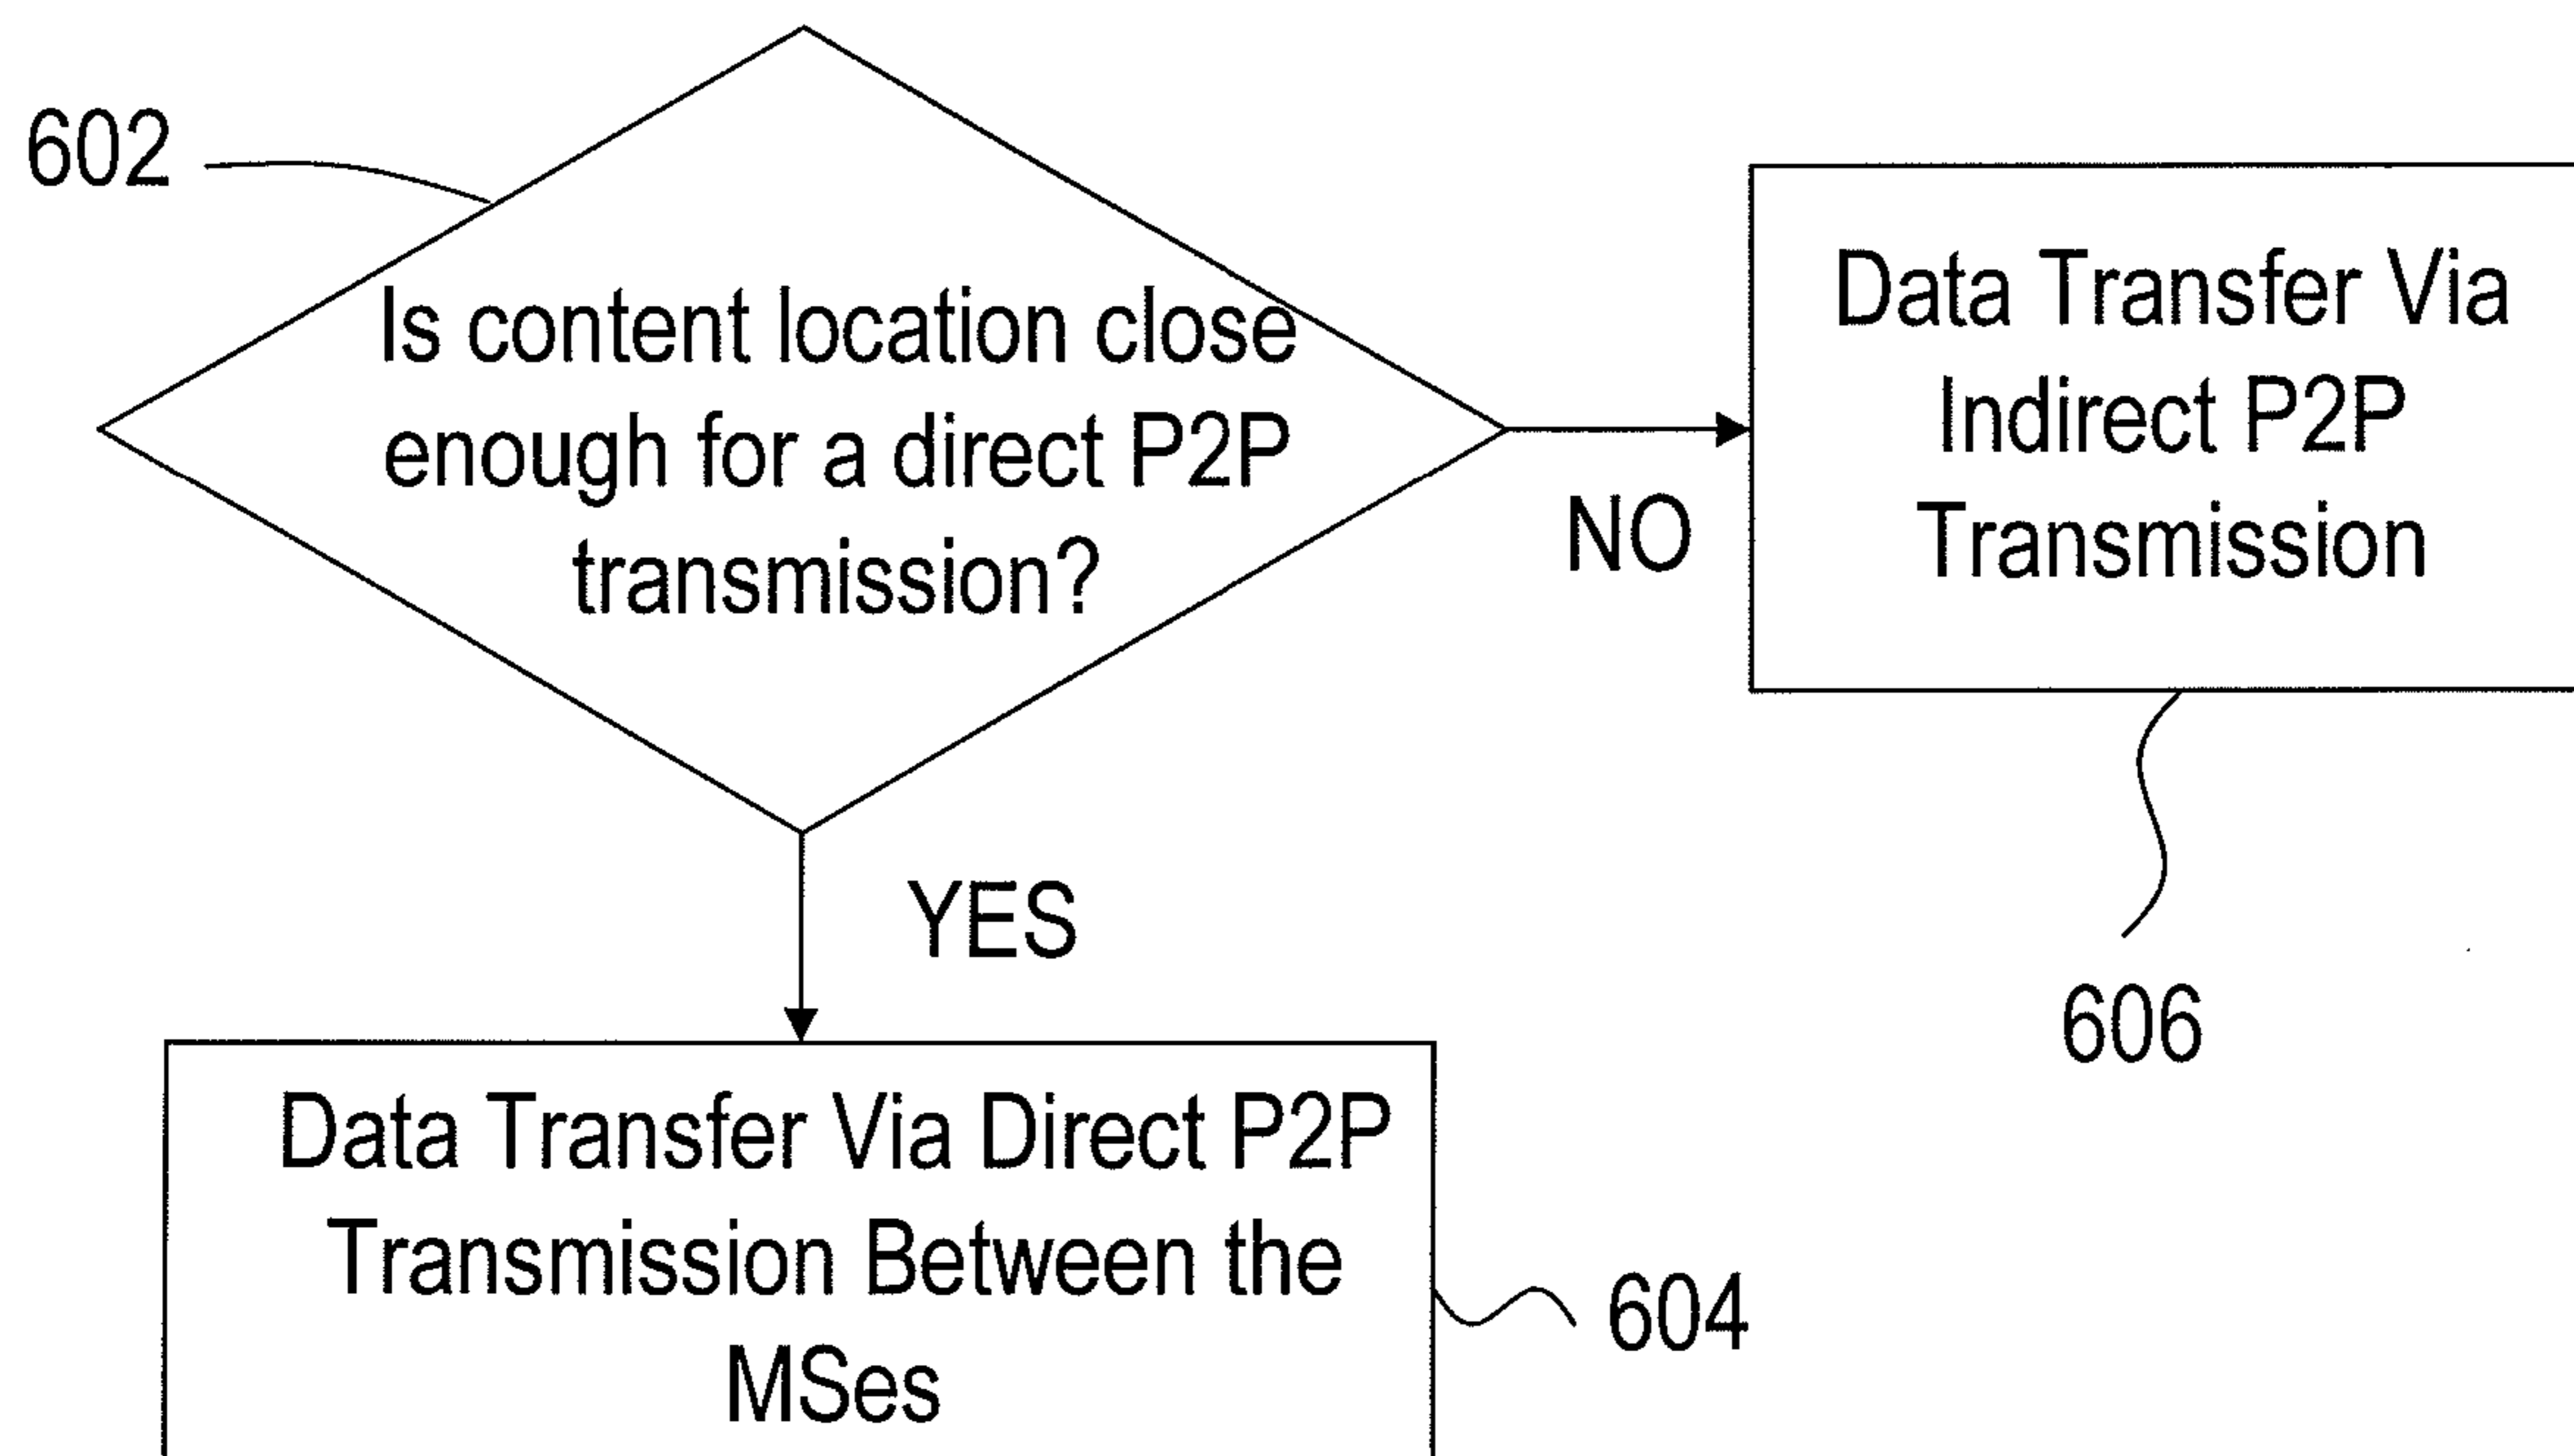 602
Is content location close
enough for a direct P2P
transmission?
NO
Data Transfer Via
Indirect P2P
Transmission
606
YES
Data Transfer Via Direct P2P
Transmission Between the
MSes
604